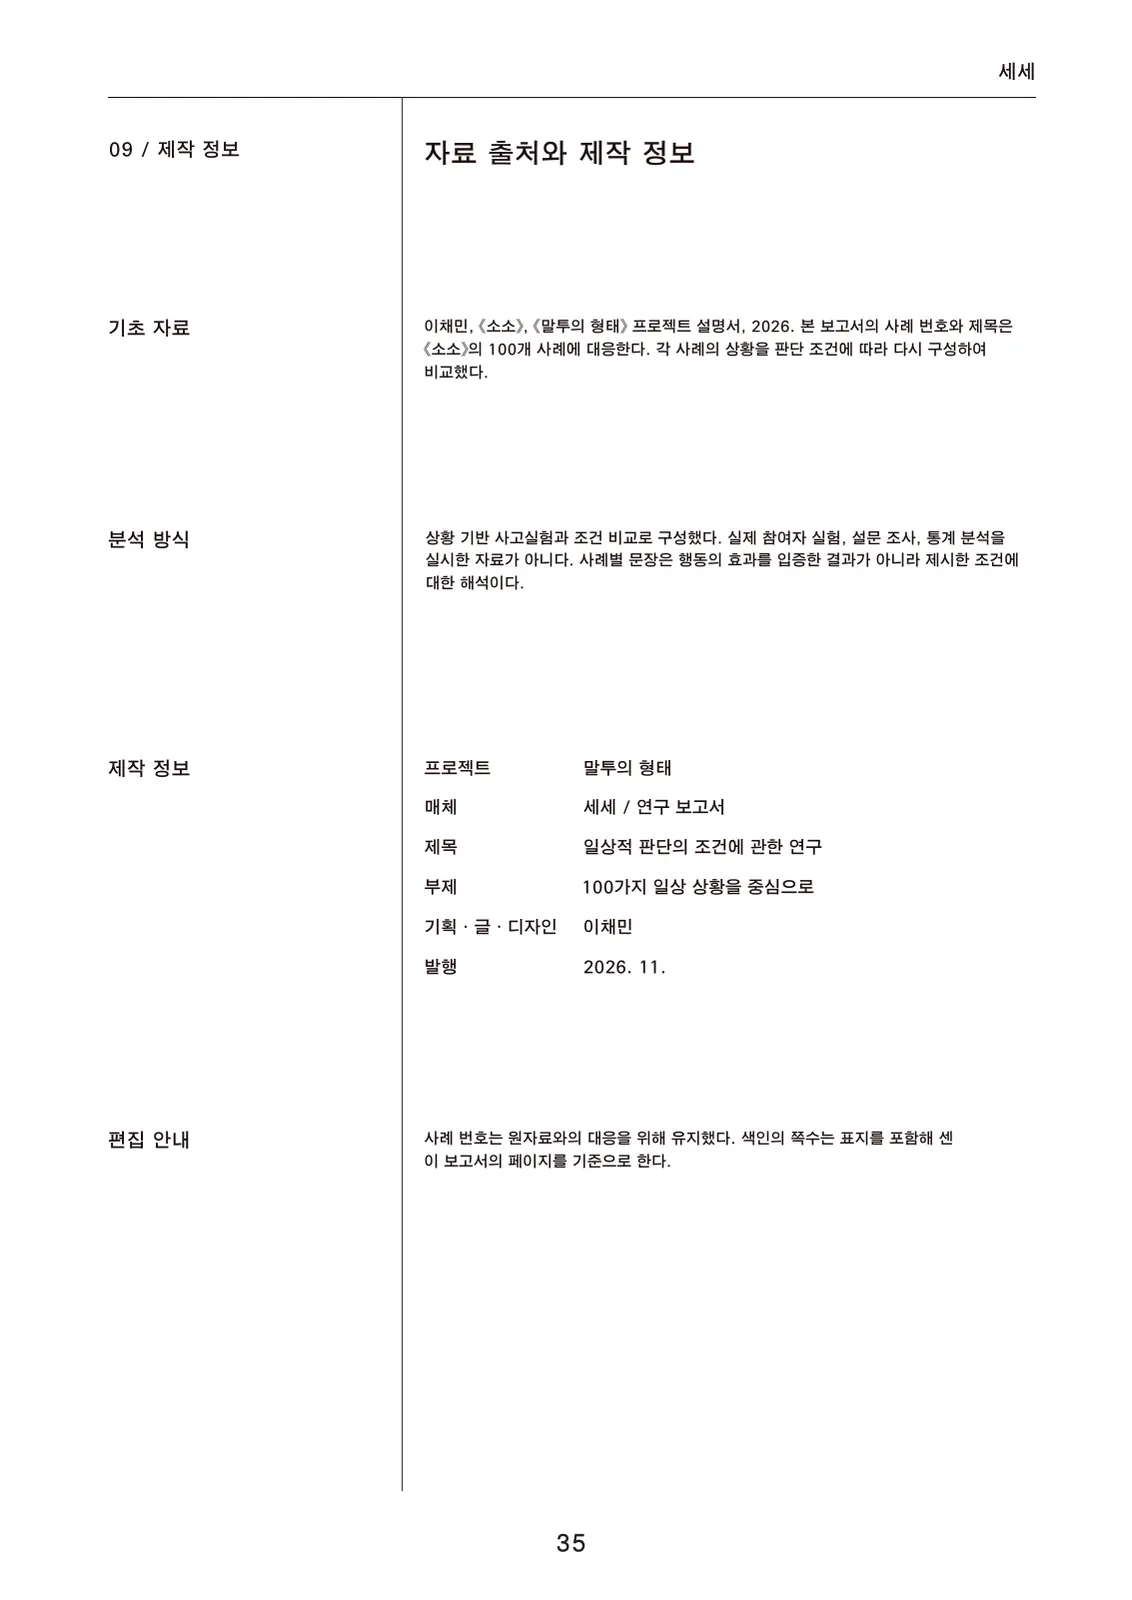 세세
09 / 제작 정보
자료 출처와 제작 정보
기초 자료
이채민, 《소소》, 《말투의 형태》 프로젝트 설명서, 2026. 본 보고서의 사례 번호와 제목은
《소소》의 100개 사례에 대응한다. 각 사례의 상황을 판단 조건에 따라 다시 구성하여
비교했다.
분석 방식
상황 기반 사고실험과 조건 비교로 구성했다. 실제 참여자 실험, 설문 조사, 통계 분석을
실시한 자료가 아니다. 사례별 문장은 행동의 효과를 입증한 결과가 아니라 제시한 조건에
대한 해석이다.
제작 정보
프로젝트 말투의 형태
매체 세세 / 연구 보고서
제목 일상적 판단의 조건에 관한 연구
부제 100가지 일상 상황을 중심으로
기획 · 글 · 디자인 이채민
발행 2026. 11.
편집 안내
사례 번호는 원자료와의 대응을 위해 유지했다. 색인의 쪽수는 표지를 포함해 센
이 보고서의 페이지를 기준으로 한다.
35